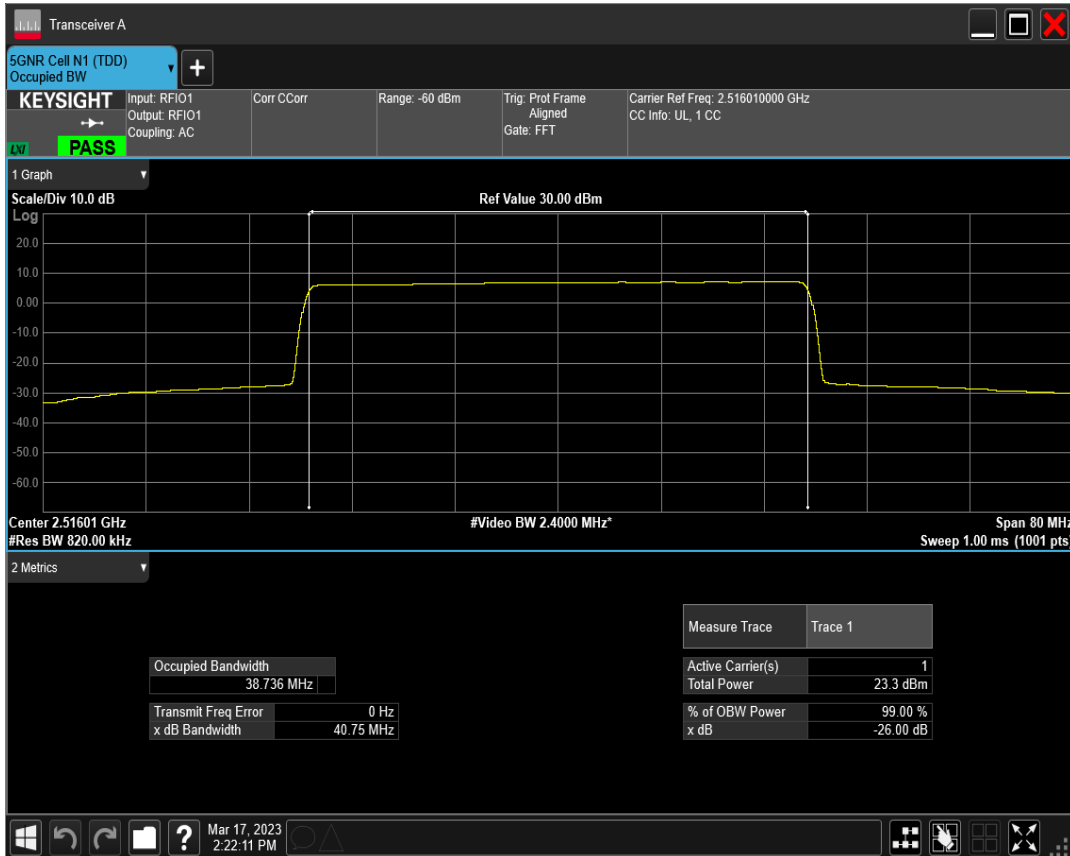 Transceiver A
5GNR Cell N1 (TDD)
Occupied BW
+
KEYSIGHT
LXI
PASS
Input: RFIO1
Output: RFIO1
Coupling: AC
Corr CCorr
Range: -60 dBm
Trig: Prot Frame
Aligned
Gate: FFT
Carrier Ref Freq: 2.516010000 GHz
CC Info: UL, 1 CC
1 Graph
Scale/Div 10.0 dB
Ref Value 30.00 dBm
Log
20.0
10.0
0.00
-10.0
-20.0
-30.0
-40.0
-50.0
-60.0
Center 2.51601 GHz
#Video BW 2.4000 MHz*
Span 80 MHz
#Res BW 820.00 kHz
Sweep 1.00 ms (1001 pts)
2 Metrics
Measure Trace Trace 1
Occupied Bandwidth
38.736 MHz
Active Carrier(s) 1
Total Power 23.3 dBm
Transmit Freq Error 0 Hz
x dB Bandwidth 40.75 MHz
% of OBW Power 99.00 %
x dB -26.00 dB
?
Mar 17, 2023
2:22:11 PM